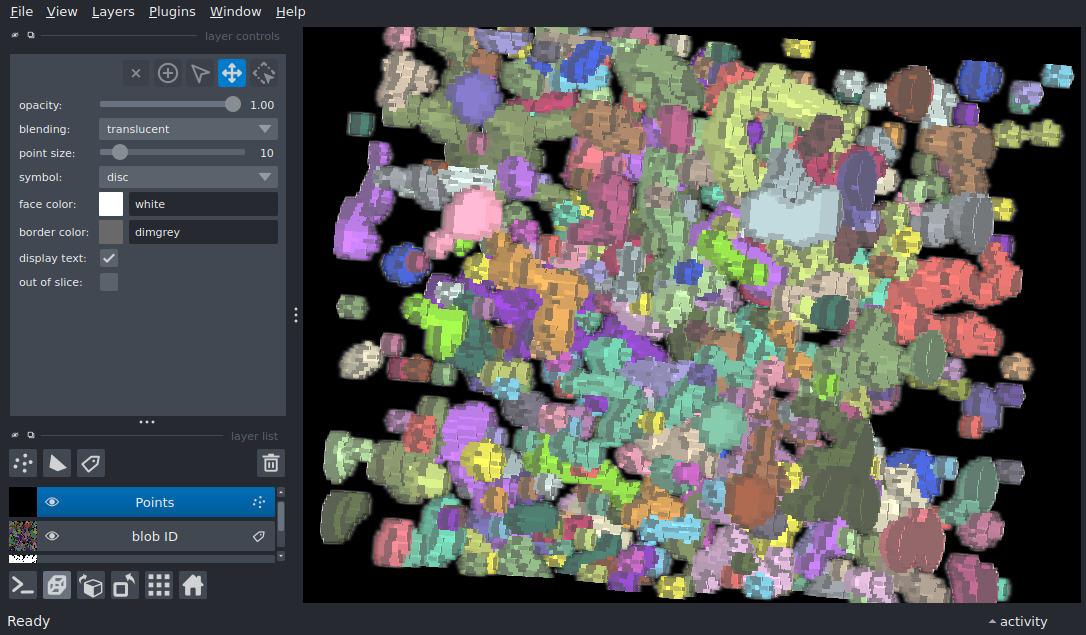 File View Layers Plugins Window Help
layer controls
opacity: 1.00
blending: translucent
point size: 10
symbol: disc
face color: white
border color: dimgrey
display text:
out of slice:
layer list
Points
blob ID
Ready
activity